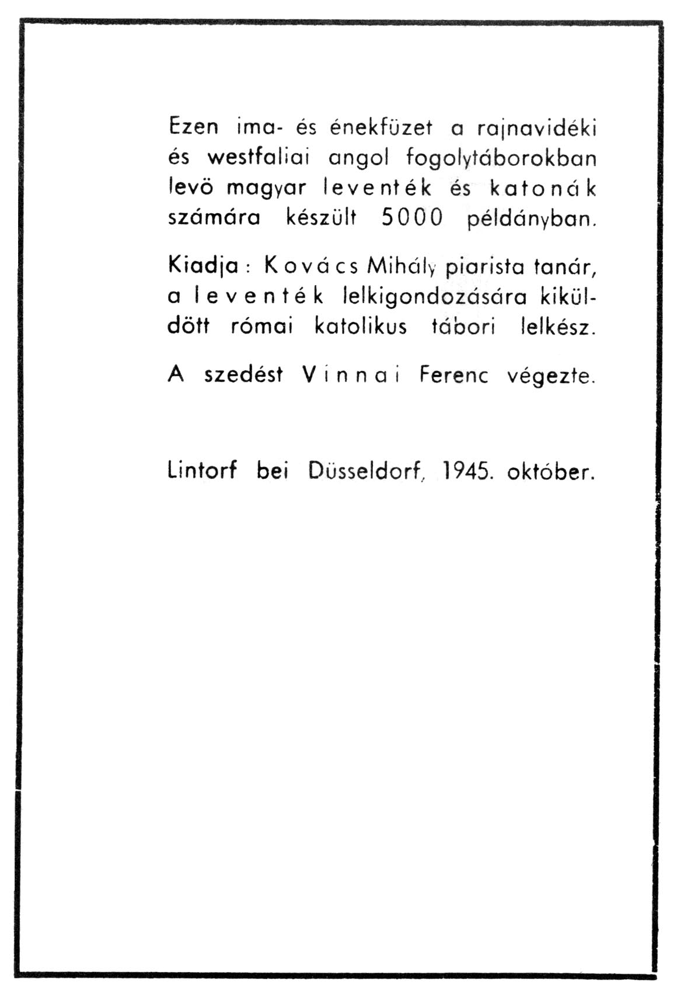 Ezen ima- és énekfüzet a rajnavidéki
és westfaliai angol fogolytáborokban
levö magyar leventék és katonák
számára készült 5000 példányban.
Kiadja: Kovács Mihály piarista tanár,
a leventék lelkigondozására kikül-
dött római katolikus tábori lelkész.
A szedést Vinnai Ferenc végezte.
Lintorf bei Düsseldorf, 1945. október.